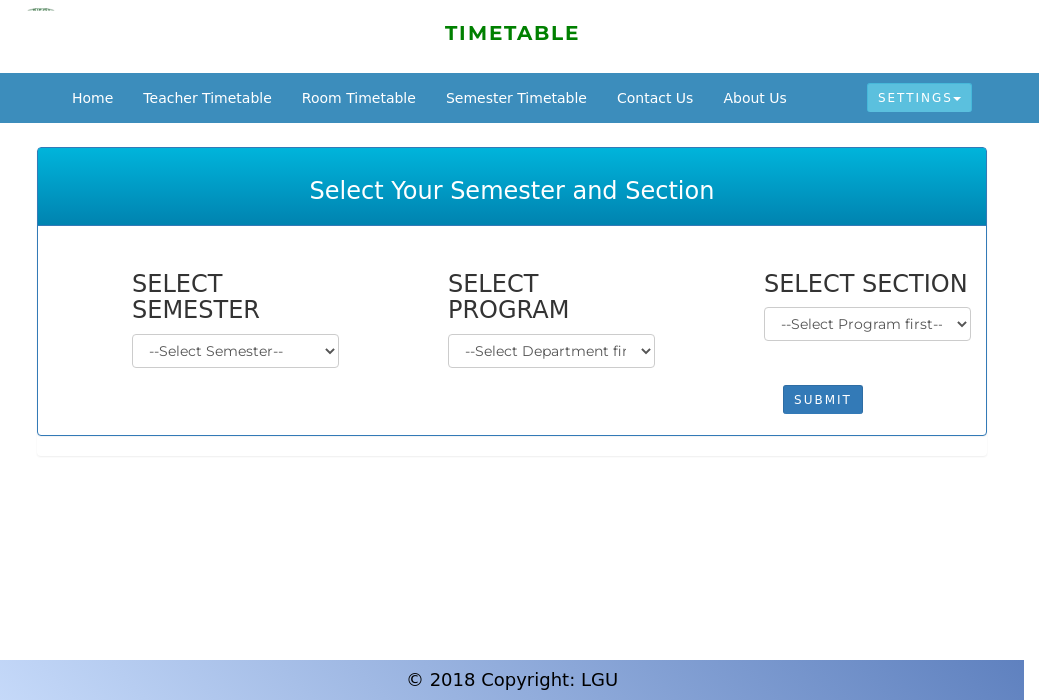 TIMETABLE
Home Teacher Timetable Room Timetable Semester Timetable Contact Us About Us SETTINGS
Select Your Semester and Section
SELECT SEMESTER
--Select Semester--
SELECT PROGRAM
--Select Department fir
SELECT SECTION
--Select Program first--
SUBMIT
© 2018 Copyright: LGU